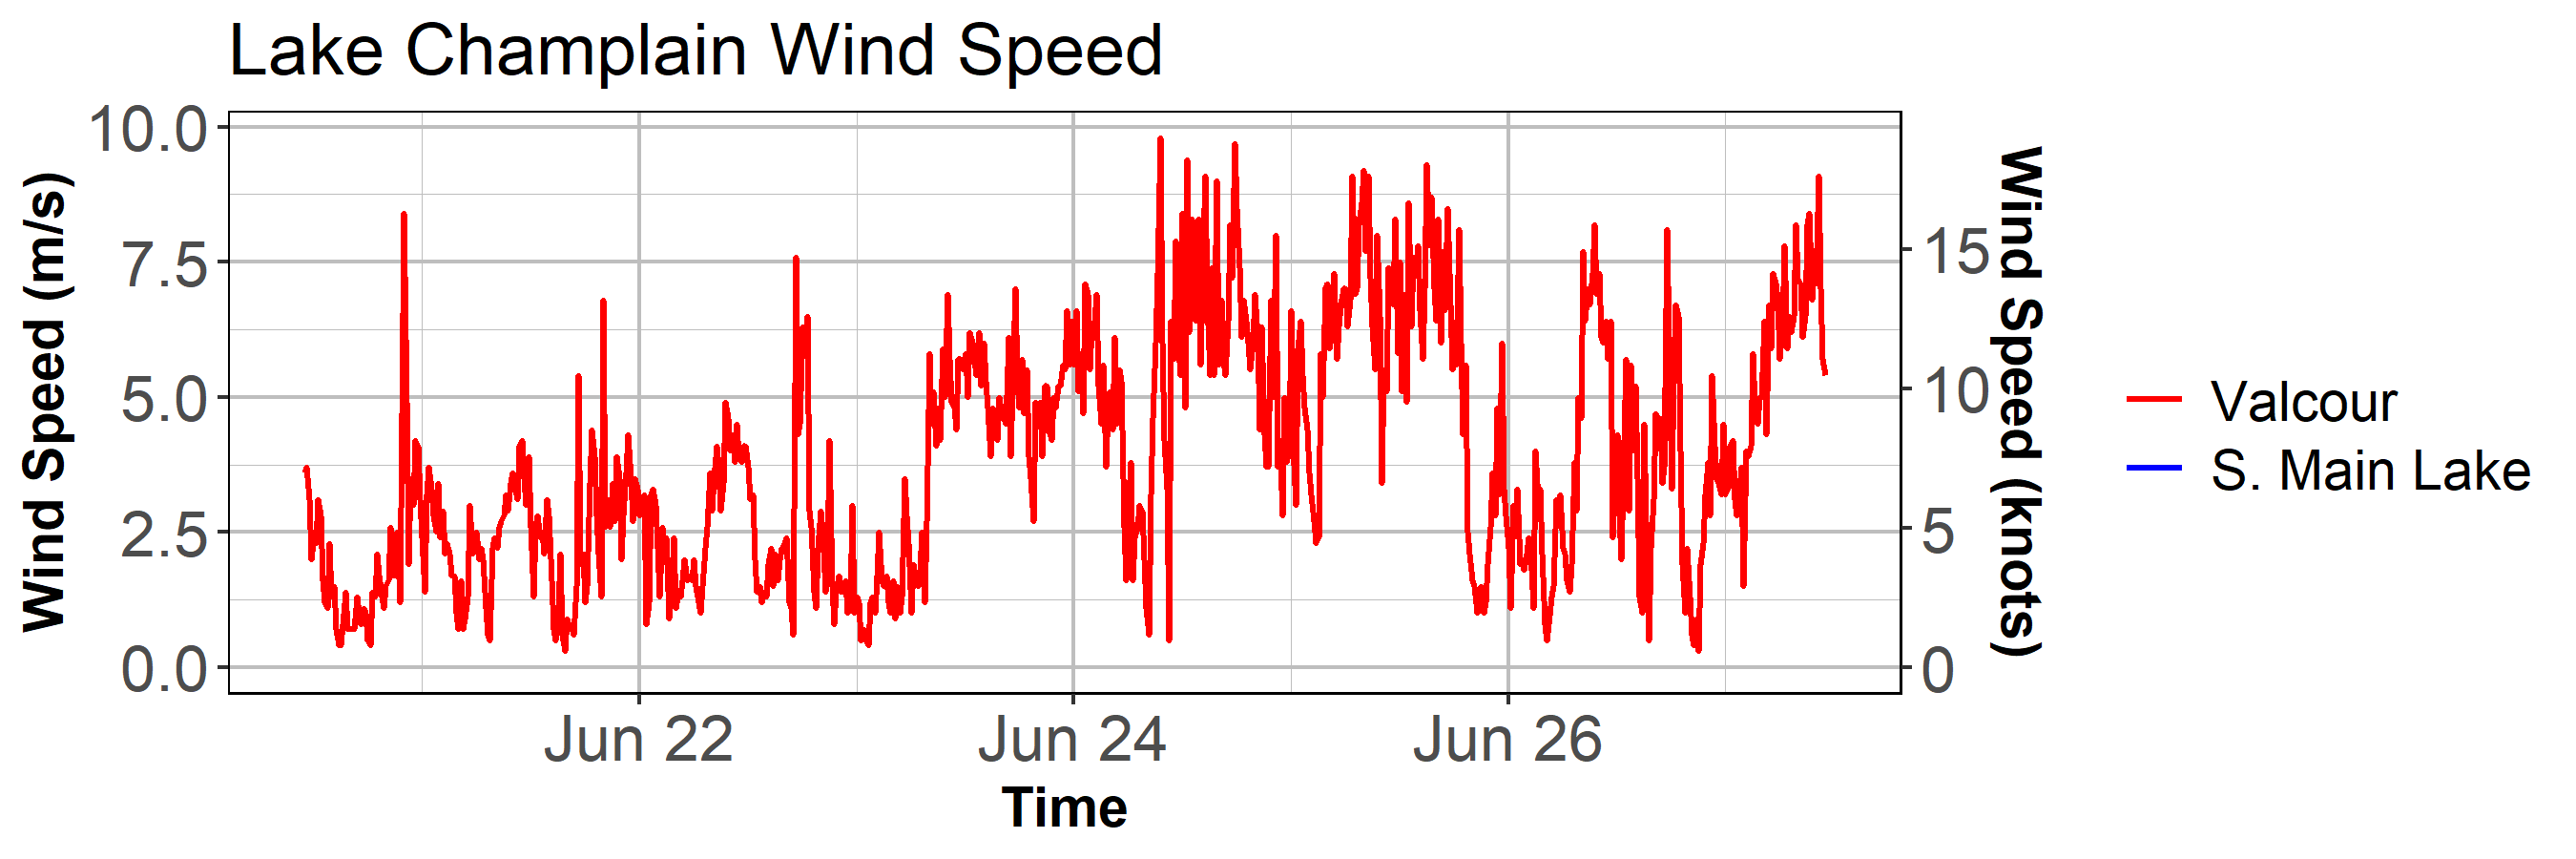 Lake Champlain Wind Speed
Wind Speed (m/s)
10.0
7.5
5.0
2.5
0.0
Jun 22
Jun 24
Jun 26
Time
15
10
5
0
Wind Speed (knots)
Valcour
S. Main Lake